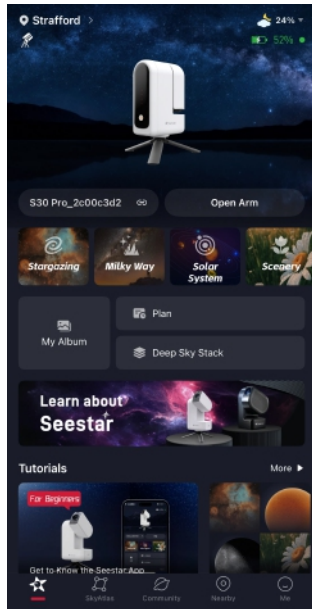 Strafford >
24%
52%
S30 Pro_2c00c3d2
Open Arm
Stargazing
Milky Way
Solar
System
Scenery
My Album
Plan
Deep Sky Stack
Learn about
Seestar
Tutorials
More
For Beginners
Get to Know the Seestar App
SkyAtlas
Community
Nearby
Me